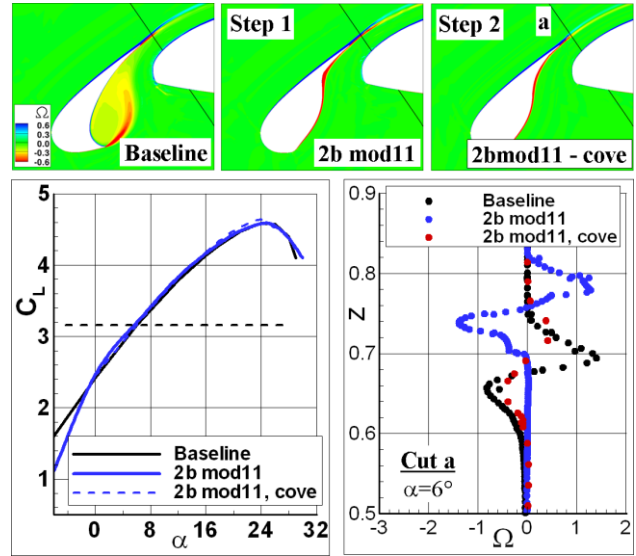 Step 1
Step 2
a
Ω
0.6
0.3
0.0
-0.3
-0.6
Baseline
2b mod11
2bmod11 - cove
5
4
3
2
1
C_L
0
8
16
24
32
α
Baseline
2b mod11
2b mod11, cove
0.9
0.8
0.7
0.6
0.5
Z
Baseline
2b mod11
2b mod11, cove
Cut a
α=6°
-3
-2
-1
0
1
2
Ω